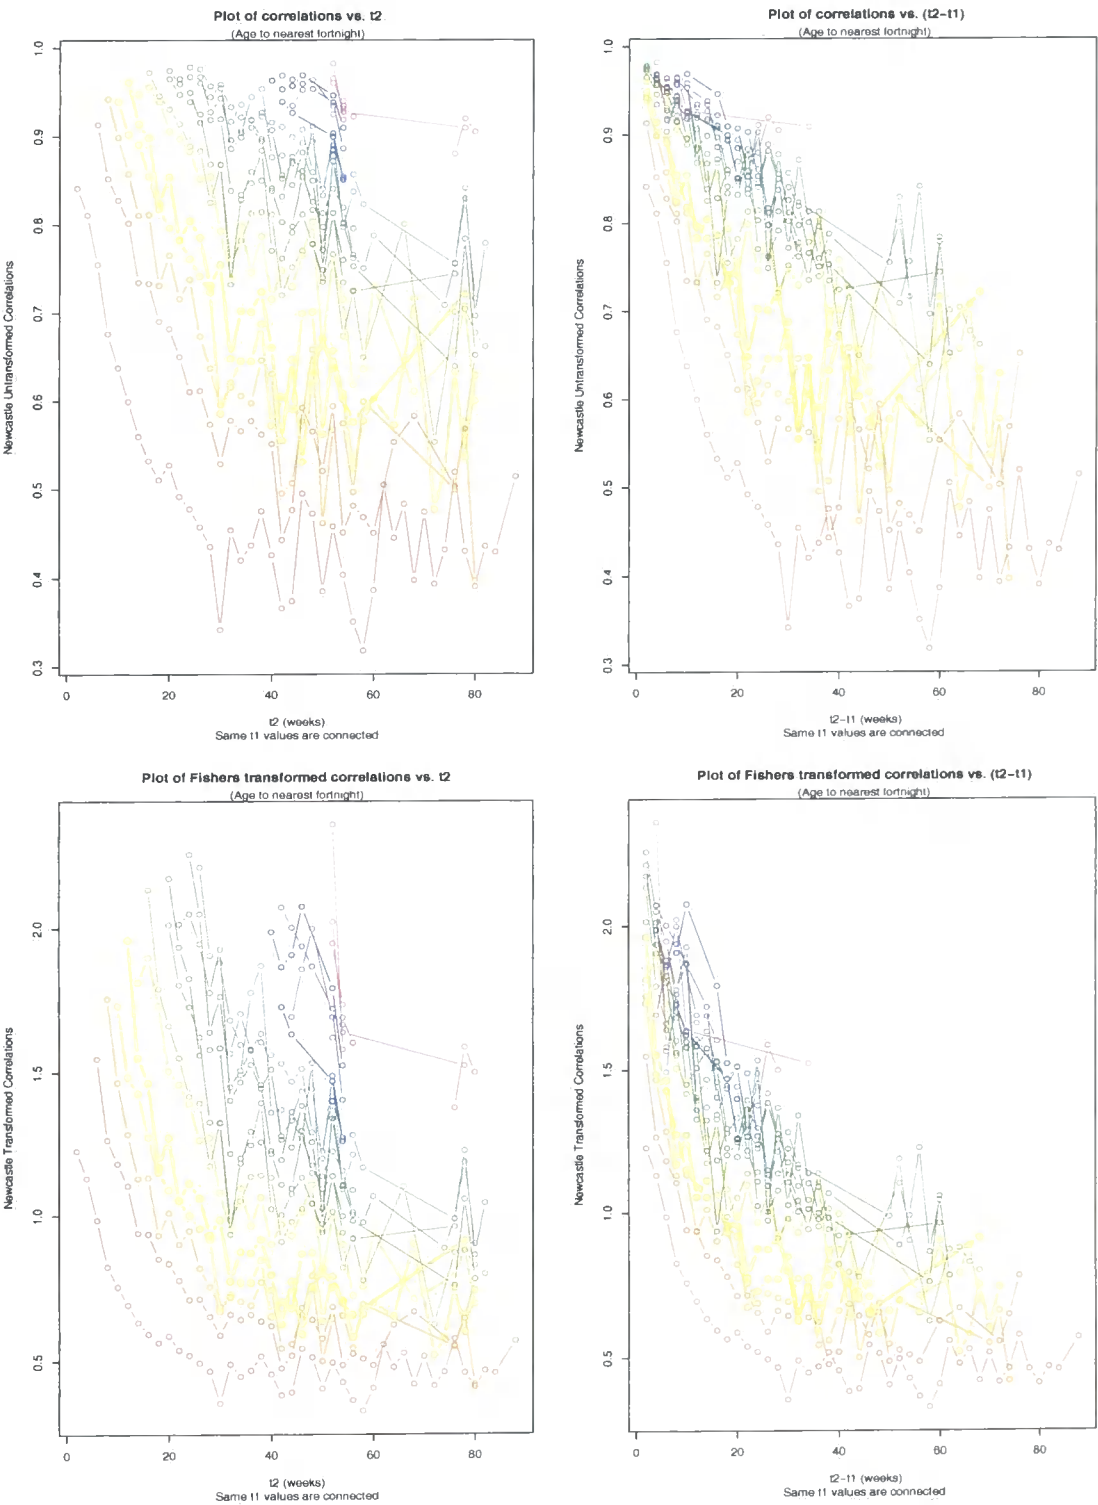 Plot of correlations vs. t2
(Age to nearest fortnight)
Newcastle Untransformed Correlations
1.0
0.9
0.8
0.7
0.6
0.5
0.4
0.3
0 20 40 60 80
t2 (weeks)
Same t1 values are connected
Plot of correlations vs. (t2-t1)
(Age to nearest fortnight)
Newcastle Untransformed Correlations
1.0
0.9
0.8
0.7
0.6
0.5
0.4
0.3
0 20 40 60 80
t2-t1 (weeks)
Same t1 values are connected
Plot of Fishers transformed correlations vs. t2
(Age to nearest fortnight)
Newcastle Transformed Correlations
2.0
1.5
1.0
0.5
0 20 40 60 80
t2 (weeks)
Same t1 values are connected
Plot of Fishers transformed correlations vs. (t2-t1)
(Age to nearest fortnight)
Newcastle Transformed Correlations
2.0
1.5
1.0
0.5
0 20 40 60 80
t2-t1 (weeks)
Same t1 values are connected